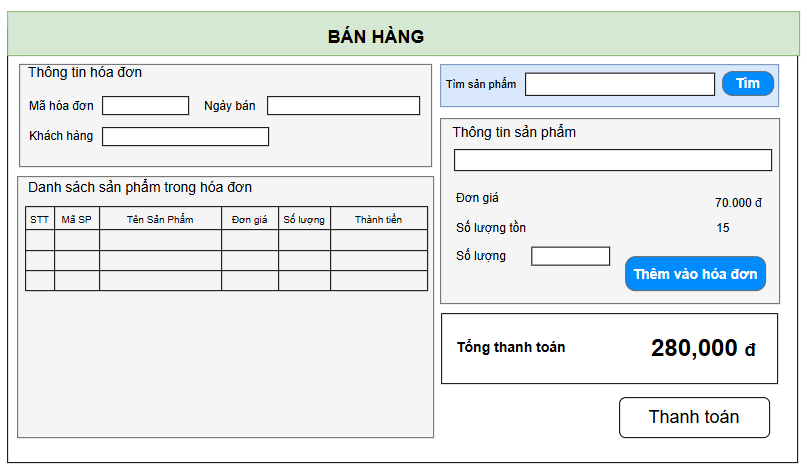 BÁN HÀNG
Thông tin hóa đơn
Mã hóa đơn
Ngày bán
Khách hàng
Danh sách sản phẩm trong hóa đơn
STT Mã SP Tên Sản Phẩm Đơn giá Số lượng Thành tiền
Tìm sản phẩm
Tìm
Thông tin sản phẩm
Đơn giá 70.000 đ
Số lượng tồn 15
Số lượng
Thêm vào hóa đơn
Tổng thanh toán 280,000 đ
Thanh toán